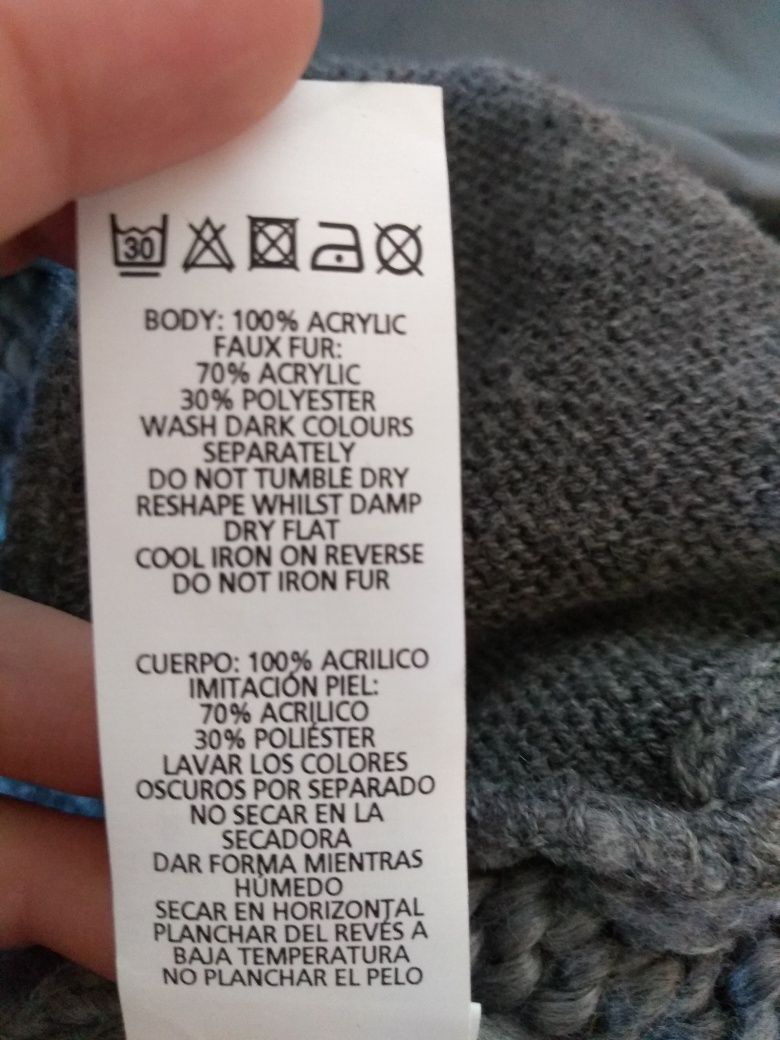 30
BODY: 100% ACRYLIC
FAUX FUR:
70% ACRYLIC
30% POLYESTER
WASH DARK COLOURS
SEPARATELY
DO NOT TUMBLE DRY
RESHAPE WHILST DAMP
DRY FLAT
COOL IRON ON REVERSE
DO NOT IRON FUR
CUERPO: 100% ACRILICO
IMITACIÓN PIEL:
70% ACRILICO
30% POLIÉSTER
LAVAR LOS COLORES
OSCUROS POR SEPARADO
NO SECAR EN LA
SECADORA
DAR FORMA MIENTRAS
HÚMEDO
SECAR EN HORIZONTAL
PLANCHAR DEL REVÉS A
BAJA TEMPERATURA
NO PLANCHAR EL PELO